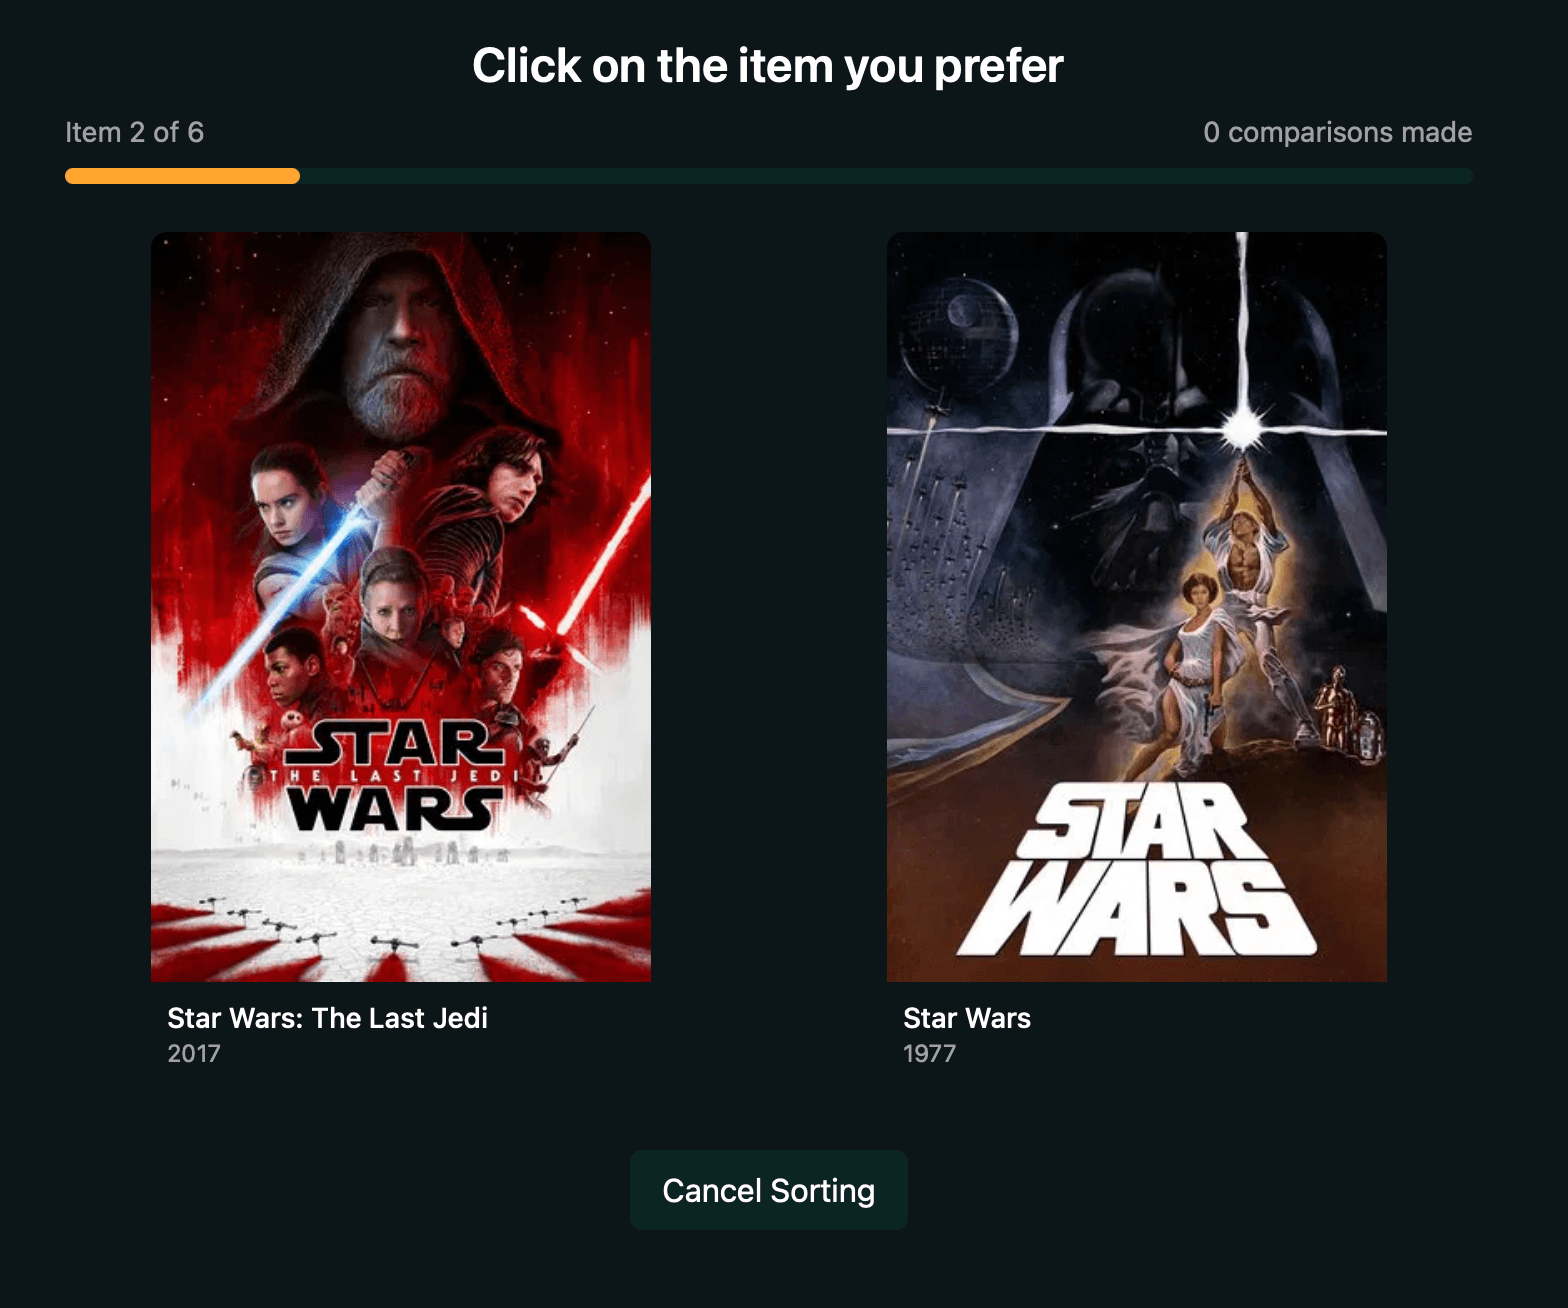 Click on the item you prefer
Item 2 of 6
0 comparisons made
STAR
THE LAST JEDI
WARS
STAR
WARS
Star Wars: The Last Jedi
2017
Star Wars
1977
Cancel Sorting